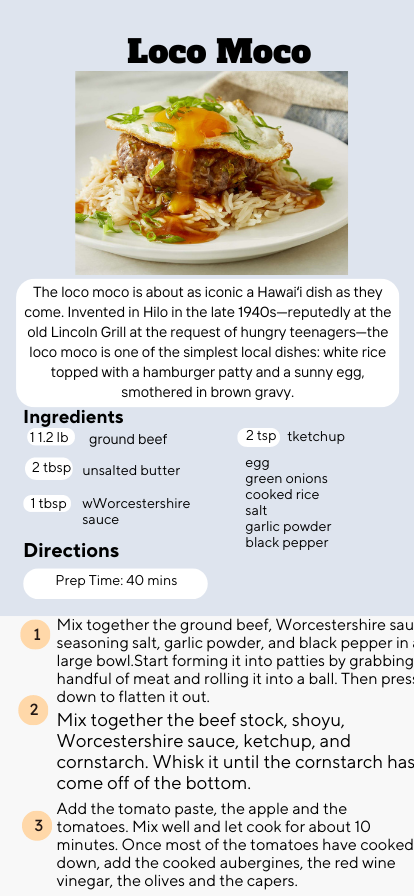 Loco Moco
The loco moco is about as iconic a Hawaiʻi dish as they
come. Invented in Hilo in the late 1940s—reputedly at the
old Lincoln Grill at the request of hungry teenagers—the
loco moco is one of the simplest local dishes: white rice
topped with a hamburger patty and a sunny egg,
smothered in brown gravy.
Ingredients
1 1.2 lb ground beef
2 tbsp unsalted butter
1 tbsp wWorcestershire
sauce
2 tsp tketchup
egg
green onions
cooked rice
salt
garlic powder
black pepper
Directions
Prep Time: 40 mins
1 Mix together the ground beef, Worcestershire sau
seasoning salt, garlic powder, and black pepper in a
large bowl.Start forming it into patties by grabbing
handful of meat and rolling it into a ball. Then press
down to flatten it out.
2 Mix together the beef stock, shoyu,
Worcestershire sauce, ketchup, and
cornstarch. Whisk it until the cornstarch has
come off of the bottom.
3 Add the tomato paste, the apple and the
tomatoes. Mix well and let cook for about 10
minutes. Once most of the tomatoes have cooked
down, add the cooked aubergines, the red wine
vinegar, the olives and the capers.